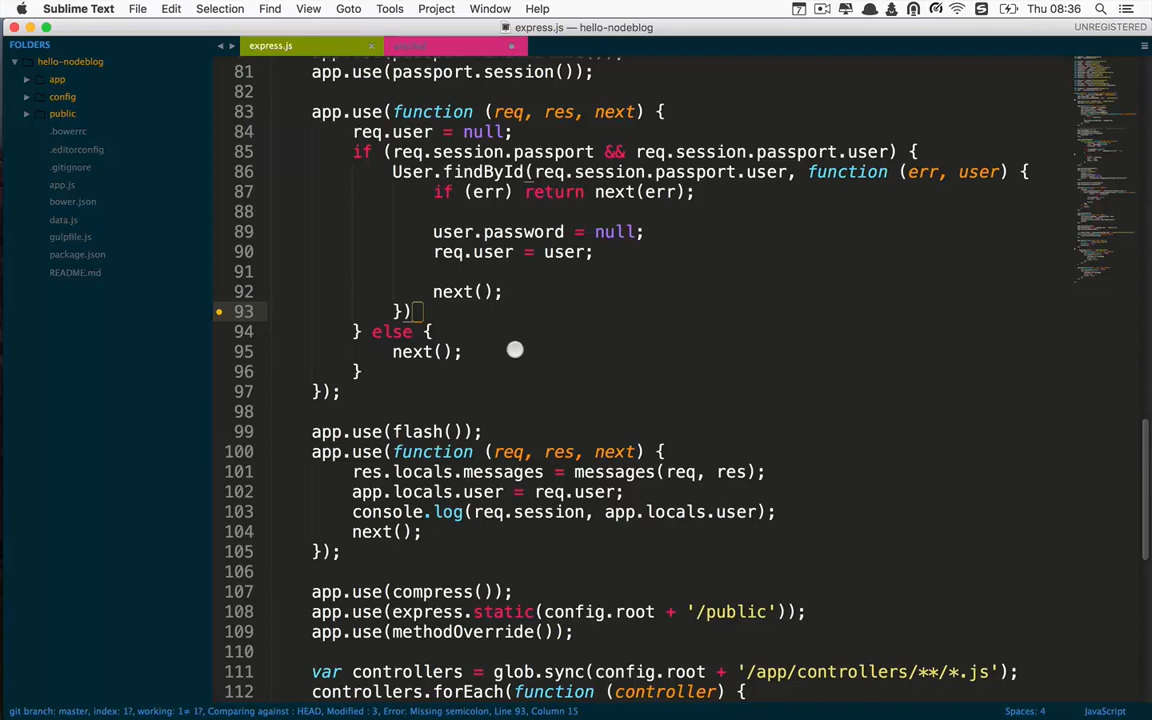 Sublime Text File Edit Selection Find View Goto Tools Project Window Help Thu 08:36
express.js — hello-nodeblog UNREGISTERED
FOLDERS
hello-nodeblog
app
config
public
.bowerrc
.editorconfig
.gitignore
app.js
bower.json
data.js
gulpfile.js
package.json
README.md
express.js
81 app.use(passport.session());
82
83 app.use(function (req, res, next) {
84 req.user = null;
85 if (req.session.passport && req.session.passport.user) {
86 User.findById(req.session.passport.user, function (err, user) {
87 if (err) return next(err);
88
89 user.password = null;
90 req.user = user;
91
92 next();
93 })
94 } else {
95 next();
96 }
97 });
98
99 app.use(flash());
100 app.use(function (req, res, next) {
101 res.locals.messages = messages(req, res);
102 app.locals.user = req.user;
103 console.log(req.session, app.locals.user);
104 next();
105 });
106
107 app.use(compress());
108 app.use(express.static(config.root + '/public'));
109 app.use(methodOverride());
110
111 var controllers = glob.sync(config.root + '/app/controllers/**/*.js');
112 controllers.forEach(function (controller) {
git branch: master, index: 1?, working: 1≠ 1?, Comparing against : HEAD, Modified : 3, Error: Missing semicolon, Line 93, Column 15 Spaces: 4 JavaScript